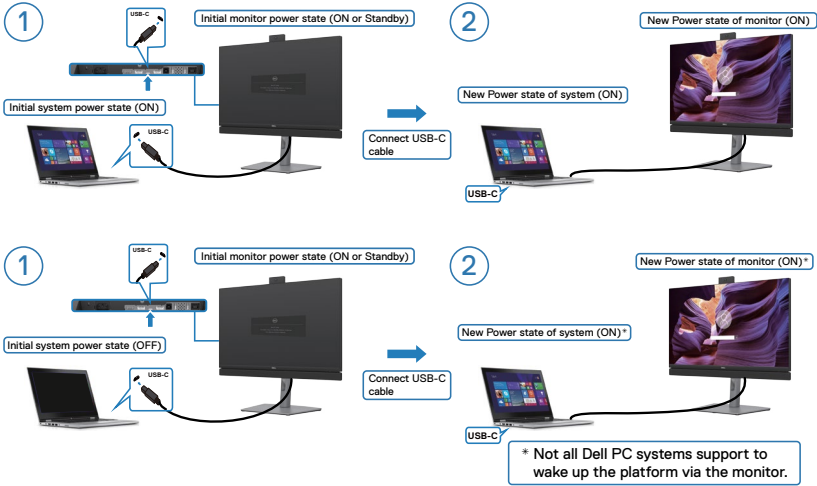 1
USB-C
Initial monitor power state (ON or Standby)
2
New Power state of monitor (ON)
Initial system power state (ON)
USB-C
New Power state of system (ON)
Connect USB-C
cable
USB-C
1
USB-C
Initial monitor power state (ON or Standby)
2
New Power state of monitor (ON)*
Initial system power state (OFF)
USB-C
New Power state of system (ON)*
Connect USB-C
cable
USB-C
* Not all Dell PC systems support to
wake up the platform via the monitor.